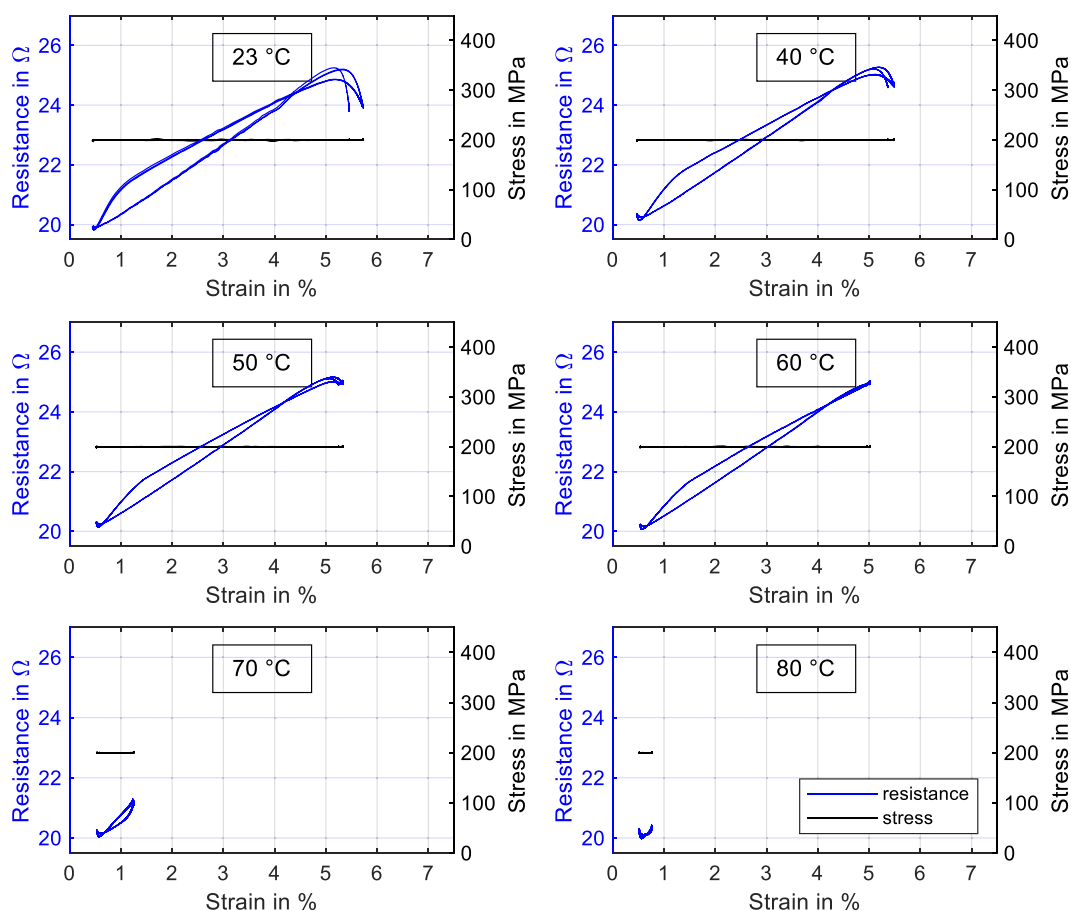 23 °C
Resistance in Ω
26
24
22
20
400
300
200
100
0
Stress in MPa
0 1 2 3 4 5 6 7
Strain in %
40 °C
Resistance in Ω
26
24
22
20
400
300
200
100
0
Stress in MPa
0 1 2 3 4 5 6 7
Strain in %
50 °C
Resistance in Ω
26
24
22
20
400
300
200
100
0
Stress in MPa
0 1 2 3 4 5 6 7
Strain in %
60 °C
Resistance in Ω
26
24
22
20
400
300
200
100
0
Stress in MPa
0 1 2 3 4 5 6 7
Strain in %
70 °C
Resistance in Ω
26
24
22
20
400
300
200
100
0
Stress in MPa
0 1 2 3 4 5 6 7
Strain in %
80 °C
Resistance in Ω
26
24
22
20
400
300
200
100
0
Stress in MPa
resistance
stress
0 1 2 3 4 5 6 7
Strain in %